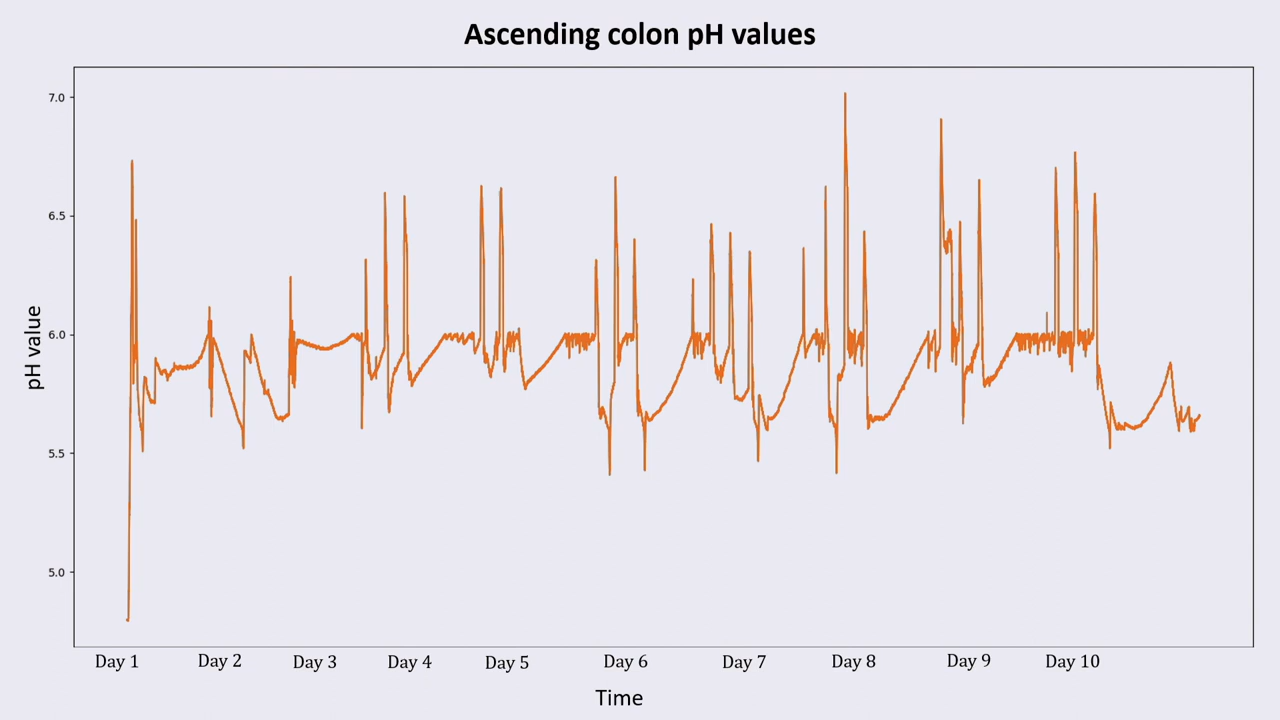 Ascending colon pH values
7.0
6.5
6.0
5.5
5.0
pH value
Day 1 Day 2 Day 3 Day 4 Day 5 Day 6 Day 7 Day 8 Day 9 Day 10
Time